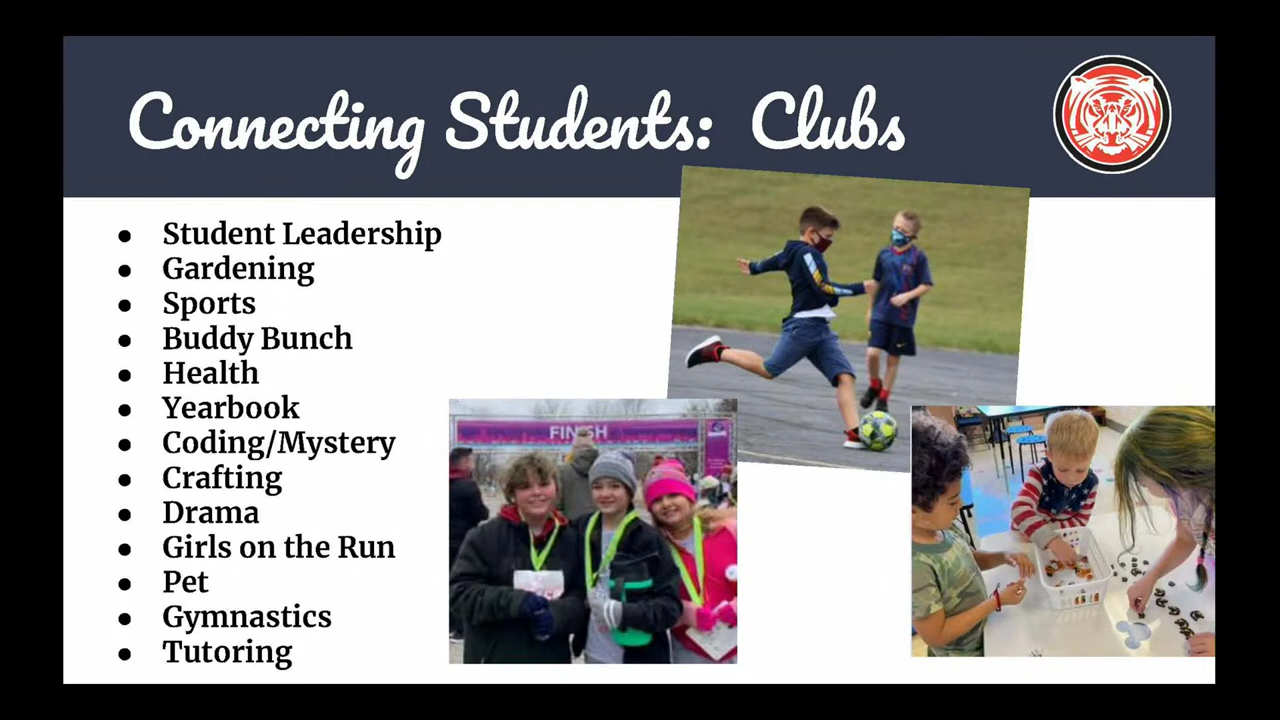 Connecting Students: Clubs
● Student Leadership
● Gardening
● Sports
● Buddy Bunch
● Health
● Yearbook
● Coding/Mystery
● Crafting
● Drama
● Girls on the Run
● Pet
● Gymnastics
● Tutoring
FINISH